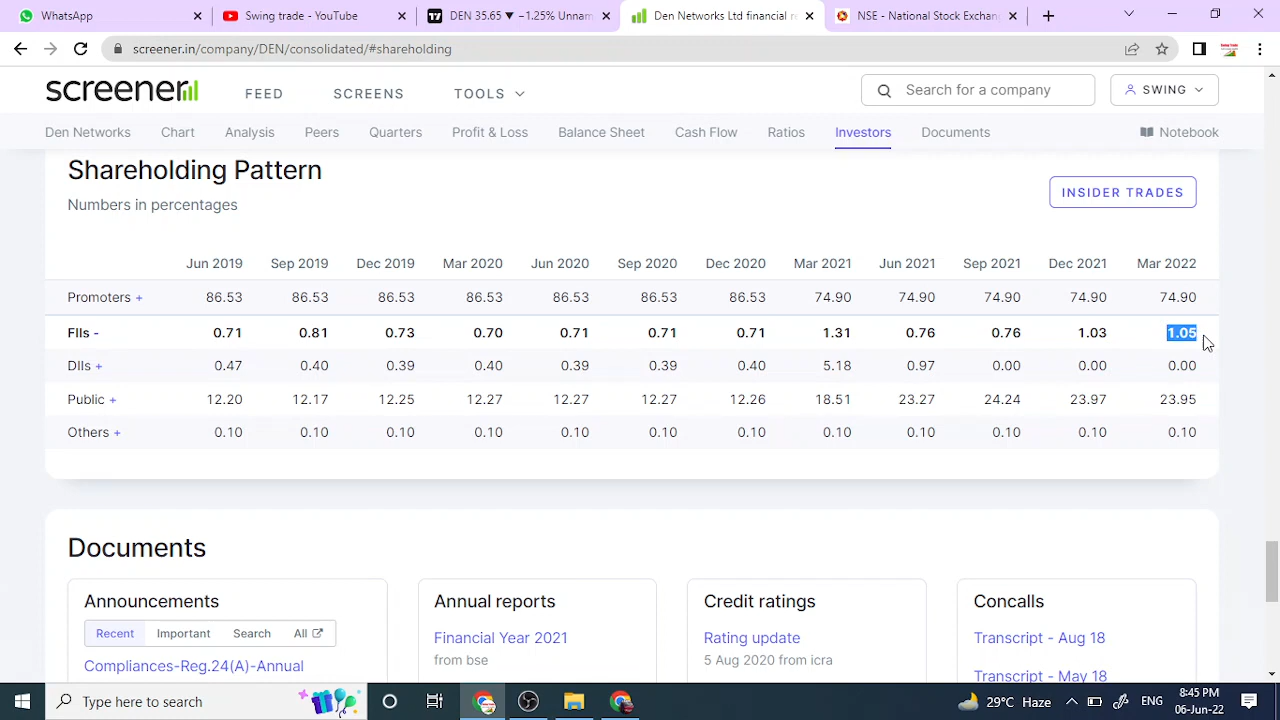 WhatsApp
YouTube trade - YouTube
DEN 35.65 ▼ −1.25% Unnam
Den Networks Ltd financial re
NSE - National Stock Exchan
screener.in/company/DEN/consolidated/#shareholding
screener
FEED
SCREENS
TOOLS
Search for a company
SWING
Den Networks
Chart
Analysis
Peers
Quarters
Profit & Loss
Balance Sheet
Cash Flow
Ratios
Investors
Documents
Notebook
Shareholding Pattern
Numbers in percentages
INSIDER TRADES
Jun 2019 Sep 2019 Dec 2019 Mar 2020 Jun 2020 Sep 2020 Dec 2020 Mar 2021 Jun 2021 Sep 2021 Dec 2021 Mar 2022
Promoters + 86.53 86.53 86.53 86.53 86.53 86.53 86.53 74.90 74.90 74.90 74.90 74.90
FIIs - 0.71 0.81 0.73 0.70 0.71 0.71 0.71 1.31 0.76 0.76 1.03 1.05
DIIs + 0.47 0.40 0.39 0.40 0.39 0.39 0.40 5.18 0.97 0.00 0.00 0.00
Public + 12.20 12.17 12.25 12.27 12.27 12.27 12.26 18.51 23.27 24.24 23.97 23.95
Others + 0.10 0.10 0.10 0.10 0.10 0.10 0.10 0.10 0.10 0.10 0.10 0.10
Documents
Announcements
Recent
Important
Search
All
Compliances-Reg.24(A)-Annual
Annual reports
Financial Year 2021
from bse
Credit ratings
Rating update
5 Aug 2020 from icra
Concalls
Transcript - Aug 18
Transcript - May 18
Type here to search
29°C Haze
ENG
8:45 PM
06-Jun-22